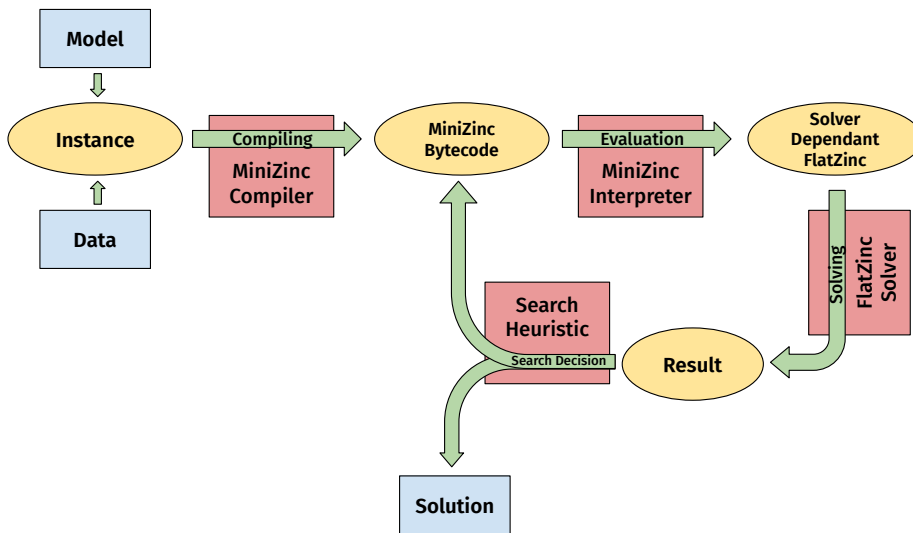 Model
Instance
Data
Compiling
MiniZinc
Compiler
MiniZinc
Bytecode
Evaluation
MiniZinc
Interpreter
Solver
Dependant
FlatZinc
Solving
FlatZinc
Solver
Search
Heuristic
Search Decision
Result
Solution